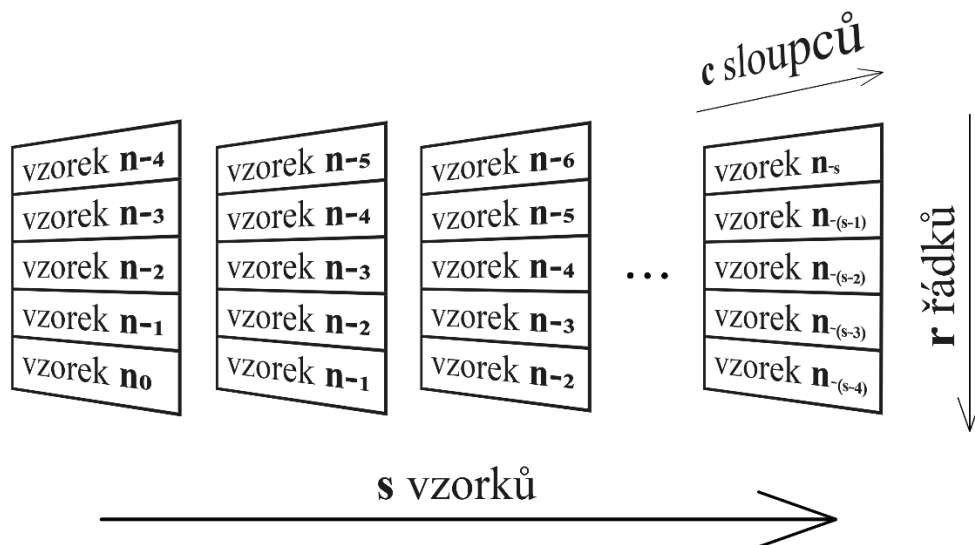 c sloupců
vzorek n-4
vzorek n-3
vzorek n-2
vzorek n-1
vzorek n0
vzorek n-5
vzorek n-4
vzorek n-3
vzorek n-2
vzorek n-1
vzorek n-6
vzorek n-5
vzorek n-4
vzorek n-3
vzorek n-2
...
vzorek n-s
vzorek n-(s-1)
vzorek n-(s-2)
vzorek n-(s-3)
vzorek n-(s-4)
r řádků
s vzorků